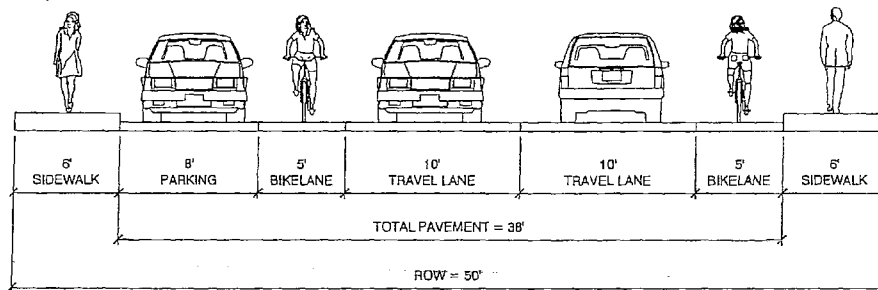 6' 8' 5' 10' 10' 5' 6'
SIDEWALK PARKING BIKELANE TRAVEL LANE TRAVEL LANE BIKELANE SIDEWALK
TOTAL PAVEMENT = 38'
ROW = 50'